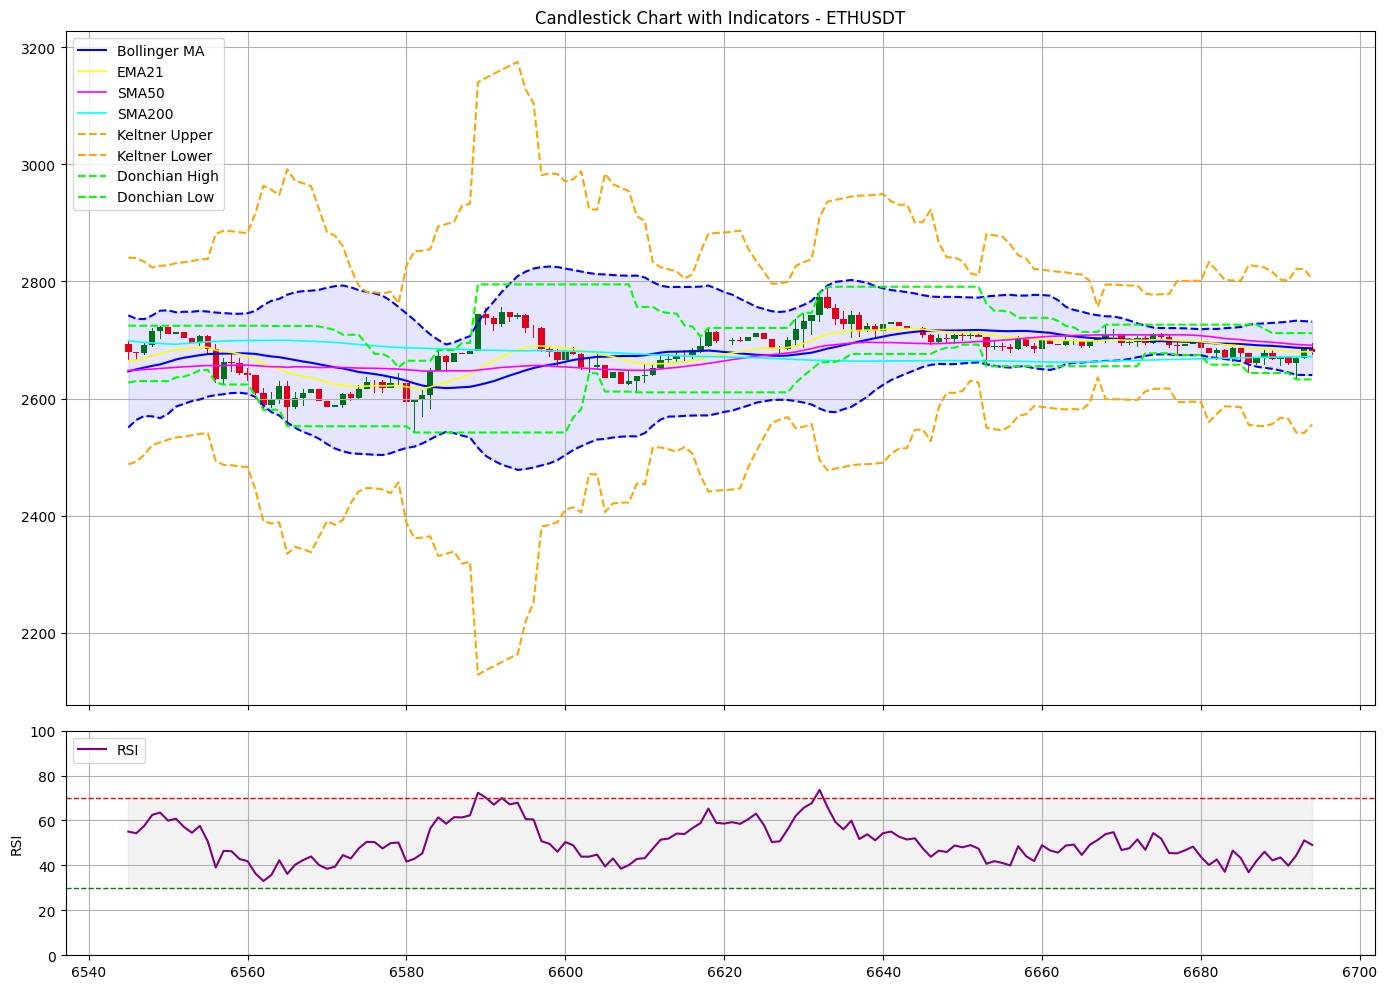 Candlestick Chart with Indicators - ETHUSDT
3200
3000
2800
2600
2400
2200
Bollinger MA
EMA21
SMA50
SMA200
Keltner Upper
Keltner Lower
Donchian High
Donchian Low
100
80
60
40
20
0
RSI
RSI
6540 6560 6580 6600 6620 6640 6660 6680 6700